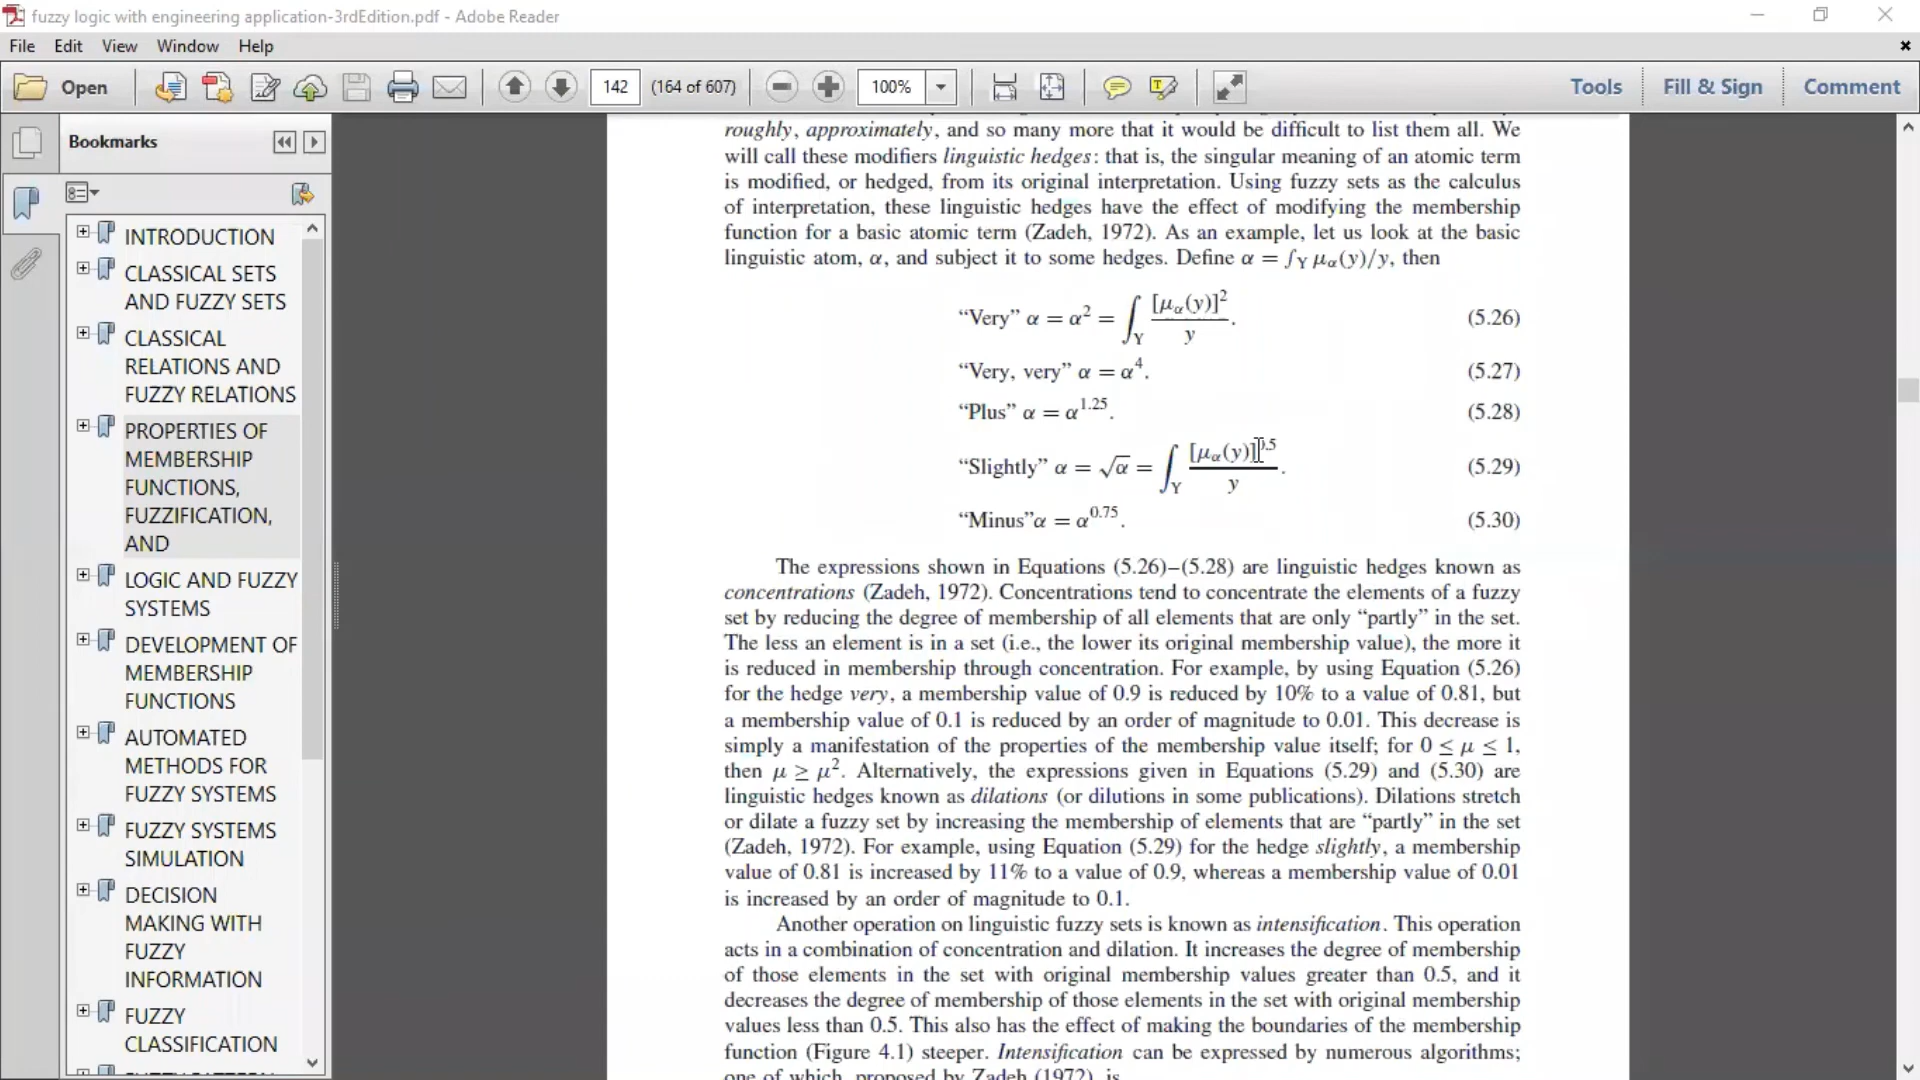 fuzzy logic with engineering application-3rdEdition.pdf - Adobe Reader
File Edit View Window Help
Open 142 (164 of 607) 100% Tools Fill & Sign Comment
Bookmarks
INTRODUCTION
CLASSICAL SETS
AND FUZZY SETS
CLASSICAL
RELATIONS AND
FUZZY RELATIONS
PROPERTIES OF
MEMBERSHIP
FUNCTIONS,
FUZZIFICATION,
AND
LOGIC AND FUZZY
SYSTEMS
DEVELOPMENT OF
MEMBERSHIP
FUNCTIONS
AUTOMATED
METHODS FOR
FUZZY SYSTEMS
FUZZY SYSTEMS
SIMULATION
DECISION
MAKING WITH
FUZZY
INFORMATION
FUZZY
CLASSIFICATION
roughly, approximately, and so many more that it would be difficult to list them all. We
will call these modifiers linguistic hedges: that is, the singular meaning of an atomic term
is modified, or hedged, from its original interpretation. Using fuzzy sets as the calculus
of interpretation, these linguistic hedges have the effect of modifying the membership
function for a basic atomic term (Zadeh, 1972). As an example, let us look at the basic
linguistic atom, α, and subject it to some hedges. Define α = ∫Y μα(y)/y, then
“Very” α = α² = ∫Y [μα(y)]²/y. (5.26)
“Very, very” α = α⁴. (5.27)
“Plus” α = α^1.25. (5.28)
“Slightly” α = √α = ∫Y [μα(y)]^0.5/y. (5.29)
“Minus”α = α^0.75. (5.30)
The expressions shown in Equations (5.26)–(5.28) are linguistic hedges known as
concentrations (Zadeh, 1972). Concentrations tend to concentrate the elements of a fuzzy
set by reducing the degree of membership of all elements that are only “partly” in the set.
The less an element is in a set (i.e., the lower its original membership value), the more it
is reduced in membership through concentration. For example, by using Equation (5.26)
for the hedge very, a membership value of 0.9 is reduced by 10% to a value of 0.81, but
a membership value of 0.1 is reduced by an order of magnitude to 0.01. This decrease is
simply a manifestation of the properties of the membership value itself; for 0 ≤ μ ≤ 1,
then μ ≥ μ². Alternatively, the expressions given in Equations (5.29) and (5.30) are
linguistic hedges known as dilations (or dilutions in some publications). Dilations stretch
or dilate a fuzzy set by increasing the membership of elements that are “partly” in the set
(Zadeh, 1972). For example, using Equation (5.29) for the hedge slightly, a membership
value of 0.81 is increased by 11% to a value of 0.9, whereas a membership value of 0.01
is increased by an order of magnitude to 0.1.
Another operation on linguistic fuzzy sets is known as intensification. This operation
acts in a combination of concentration and dilation. It increases the degree of membership
of those elements in the set with original membership values greater than 0.5, and it
decreases the degree of membership of those elements in the set with original membership
values less than 0.5. This also has the effect of making the boundaries of the membership
function (Figure 4.1) steeper. Intensification can be expressed by numerous algorithms;
one of which, proposed by Zadeh (1972), is